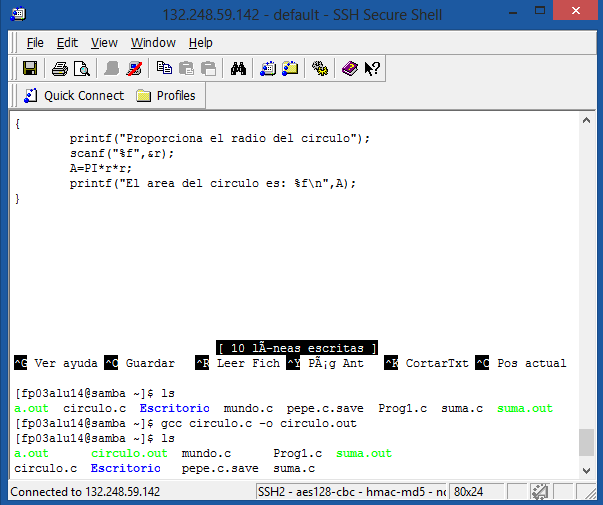 132.248.59.142 - default - SSH Secure Shell
File Edit View Window Help
Quick Connect Profiles
{
printf("Proporciona el radio del circulo");
scanf("%f",&r);
A=PI*r*r;
printf("El area del circulo es: %f\n",A);
}
[ 10 lÃ-neas escritas ]
^G Ver ayuda ^O Guardar ^R Leer Fich ^Y PÃ¡g Ant ^K CortarTxt ^C Pos actual
[fp03alu14@samba ~]$ ls
a.out circulo.c Escritorio mundo.c pepe.c.save Prog1.c suma.c suma.out
[fp03alu14@samba ~]$ gcc circulo.c -o circulo.out
[fp03alu14@samba ~]$ ls
a.out circulo.out mundo.c Prog1.c suma.out
circulo.c Escritorio pepe.c.save suma.c
Connected to 132.248.59.142 SSH2 - aes128-cbc - hmac-md5 - 80x24